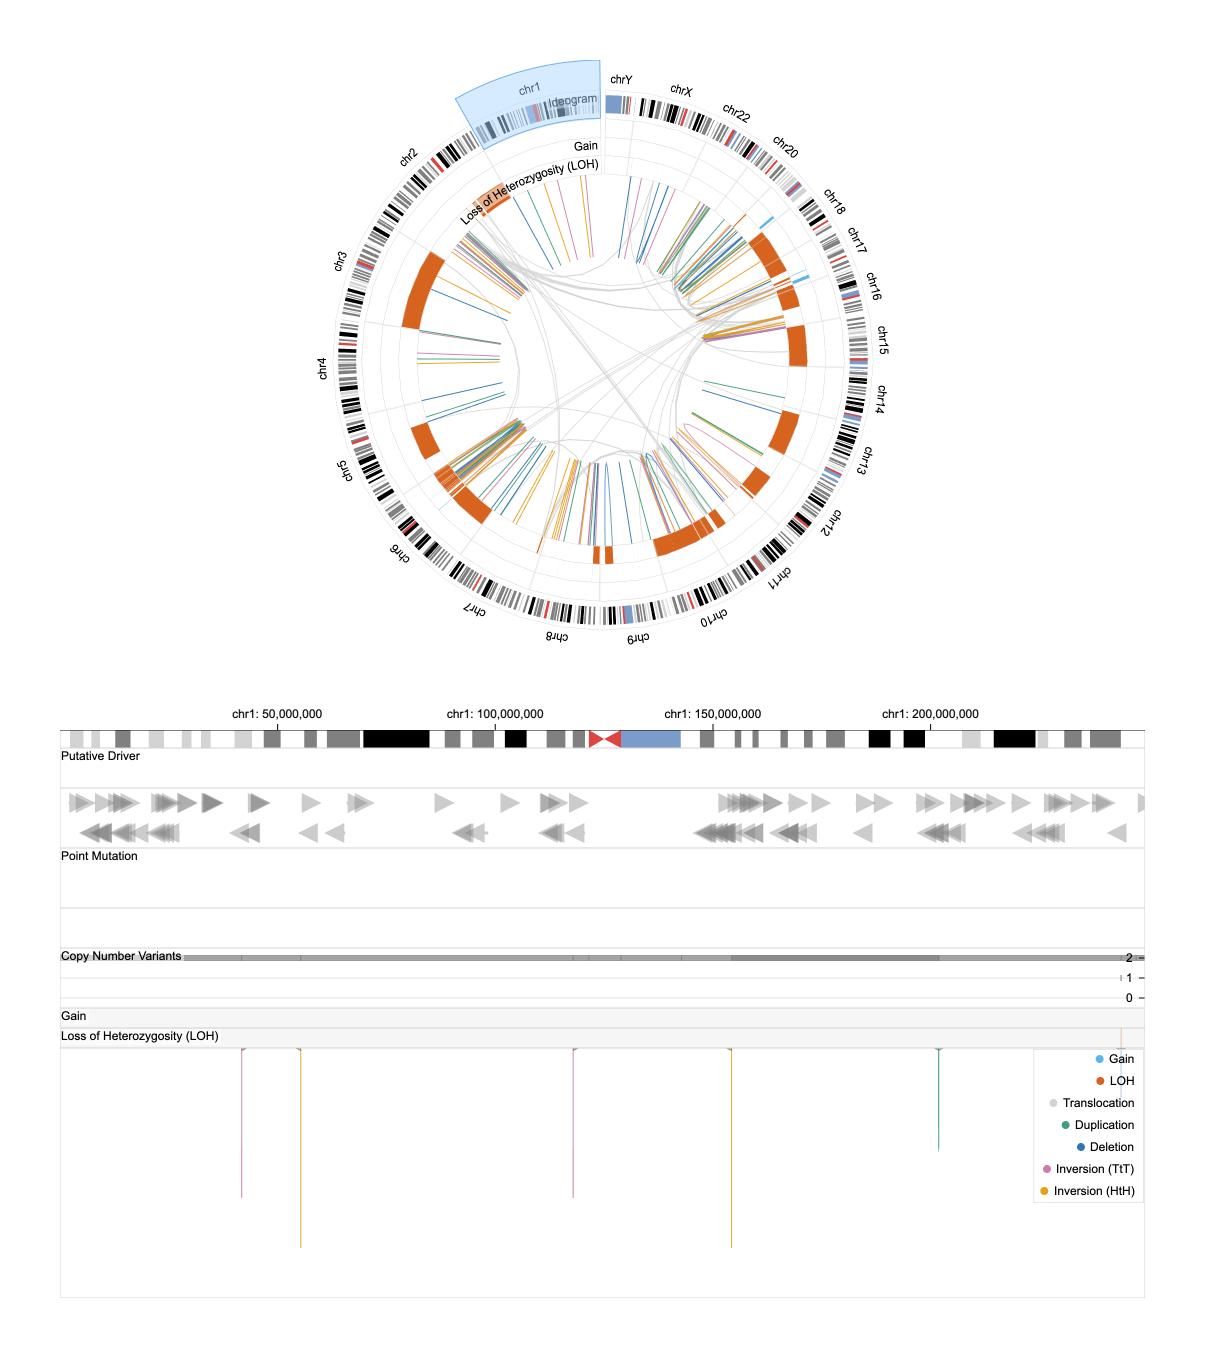 chr1
Ideogram
chrY
chrX
chr22
chr20
chr18
chr17
chr16
chr15
chr14
chr13
chr12
chr11
chr10
chr9
chr8
chr7
chr6
chr5
chr4
chr3
chr2
Gain
Loss of Heterozygosity (LOH)
chr1: 50,000,000
chr1: 100,000,000
chr1: 150,000,000
chr1: 200,000,000
Putative Driver
Point Mutation
Copy Number Variants
2
1
0
Gain
Loss of Heterozygosity (LOH)
Gain
LOH
Translocation
Duplication
Deletion
Inversion (TtT)
Inversion (HtH)